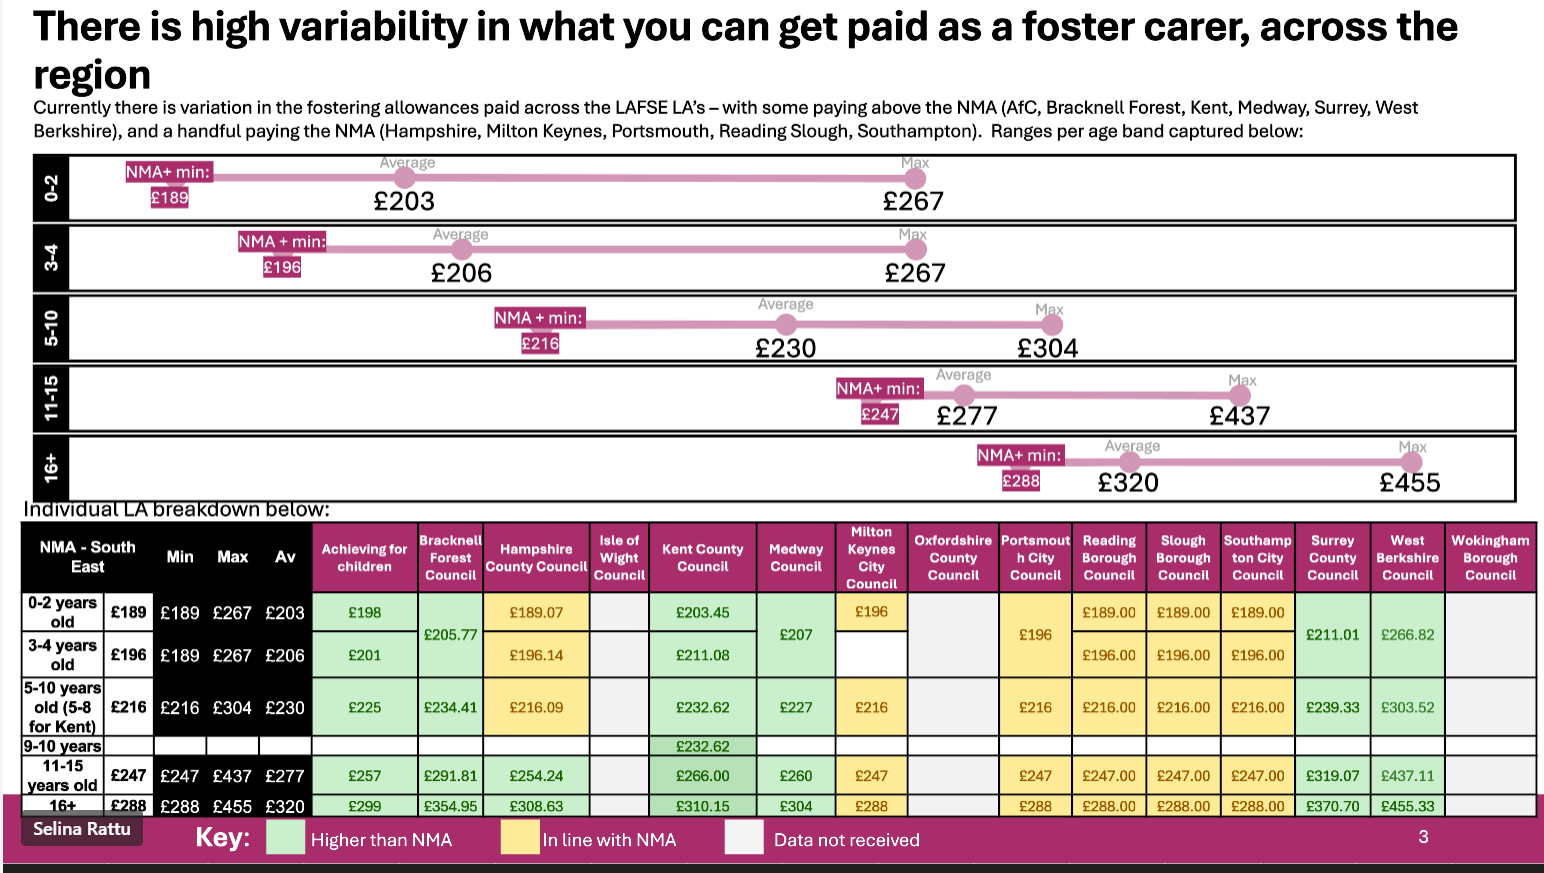 There is high variability in what you can get paid as a foster carer, across the
region
Currently there is variation in the fostering allowances paid across the LAFSE LA's – with some paying above the NMA (AfC, Bracknell Forest, Kent, Medway, Surrey, West
Berkshire), and a handful paying the NMA (Hampshire, Milton Keynes, Portsmouth, Reading Slough, Southampton).  Ranges per age band captured below:
0-2
NMA+ min:
£189
Average
£203
Max
£267
3-4
NMA + min:
£196
Average
£206
Max
£267
5-10
NMA + min:
£216
Average
£230
Max
£304
11-15
NMA+ min:
£247
Average
£277
Max
£437
16+
NMA+ min:
£288
Average
£320
Max
£455
Individual LA breakdown below:
NMA - South
East
Min
Max
Av
Achieving for
children
Bracknell
Forest
Council
Hampshire
County Council
Isle of
Wight
Council
Kent County
Council
Medway
Council
Milton
Keynes
City
Council
Oxfordshire
County
Council
Portsmout
h City
Council
Reading
Borough
Council
Slough
Borough
Council
Southamp
ton City
Council
Surrey
County
Council
West
Berkshire
Council
Wokingham
Borough
Council
0-2 years
old
£189
£189
£267
£203
£198
£205.77
£189.07
£203.45
£207
£196
£196
£189.00
£189.00
£189.00
£211.01
£266.82
3-4 years
old
£196
£189
£267
£206
£201
£196.14
£211.08
£196.00
£196.00
£196.00
5-10 years
old (5-8
for Kent)
£216
£216
£304
£230
£225
£234.41
£216.09
£232.62
£227
£216
£216
£216.00
£216.00
£216.00
£239.33
£303.52
9-10 years
£232.62
11-15
years old
£247
£247
£437
£277
£257
£291.81
£254.24
£266.00
£260
£247
£247
£247.00
£247.00
£247.00
£319.07
£437.11
16+
£288
£288
£455
£320
£299
£354.95
£308.63
£310.15
£304
£288
£288
£288.00
£288.00
£288.00
£370.70
£455.33
Selina Rattu
Key:
Higher than NMA
In line with NMA
Data not received
3